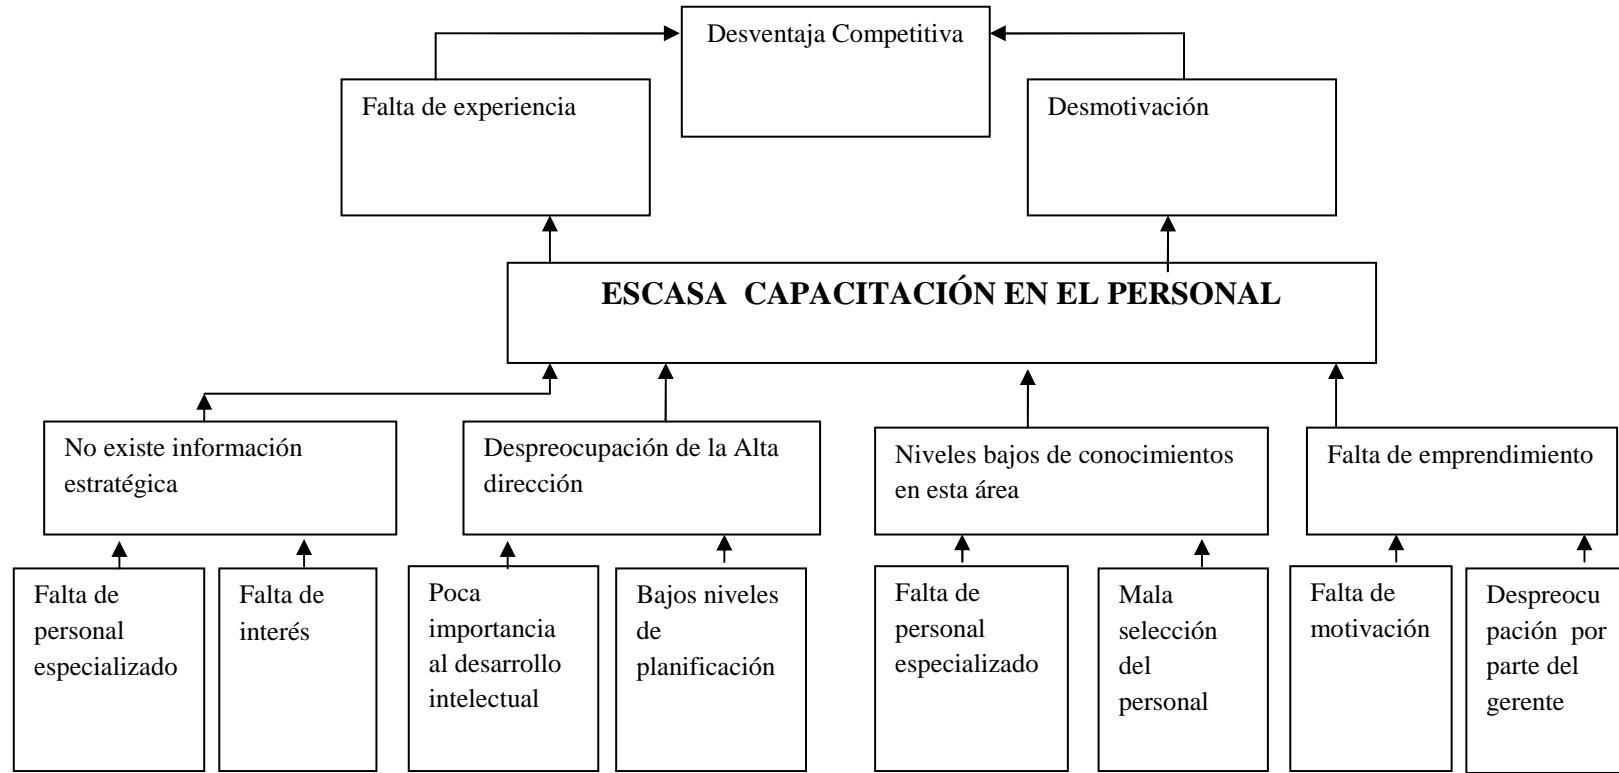 Desventaja Competitiva
Falta de experiencia
Desmotivación
ESCASA  CAPACITACIÓN EN EL PERSONAL
No existe información
estratégica
Despreocupación de la Alta
dirección
Niveles bajos de conocimientos
en esta área
Falta de emprendimiento
Falta de
personal
especializado
Falta de
interés
Poca
importancia
al desarrollo
intelectual
Bajos niveles
de
planificación
Falta de
personal
especializado
Mala
selección
del
personal
Falta de
motivación
Despreocu
pación  por
parte del
gerente